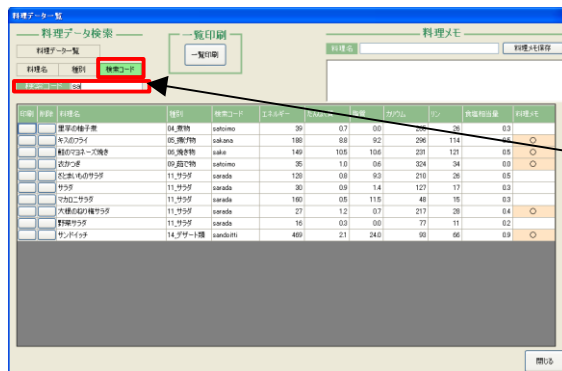 料理データ一覧
料理データ検索
一覧印刷
料理メモ
料理データ一覧
一覧印刷
料理名
料理メモ保存
料理名 種別 検索コード
検索コード sa
印刷 削除 料理名 種別 検索コード エネルギー たんぱく質 脂質 カリウム リン 食塩相当量 料理メモ
里芋の柚子煮 04_煮物 satoimo 39 0.7 0.0 26 0.3
キスのフライ 05_揚げ物 sakana 188 8.8 9.2 296 114 0.5 ○
鮭のマヨネーズ焼き 06_焼き物 sake 149 10.5 10.6 231 121 0.5 ○
衣かつぎ 09_茹で物 satoimo 35 1.0 0.6 324 34 0.0 ○
さといものサラダ 11_サラダ sarada 128 0.8 9.3 210 26 0.5
サラダ 11_サラダ sarada 30 0.9 1.4 127 17 0.3
マカロニサラダ 11_サラダ sarada 160 0.5 11.5 48 15 0.3
大根の梅サラダ 11_サラダ sarada 27 1.2 0.7 217 28 0.4 ○
野菜サラダ 11_サラダ sarada 16 0.3 0.0 77 11 0.2
サンドイッチ 14_デザート類 sandoitti 469 2.1 24.0 93 66 0.9 ○
閉じる